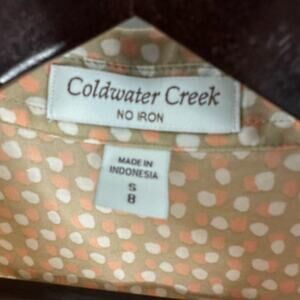 Coldwater Creek
NO IRON
MADE IN
INDONESIA
S
8